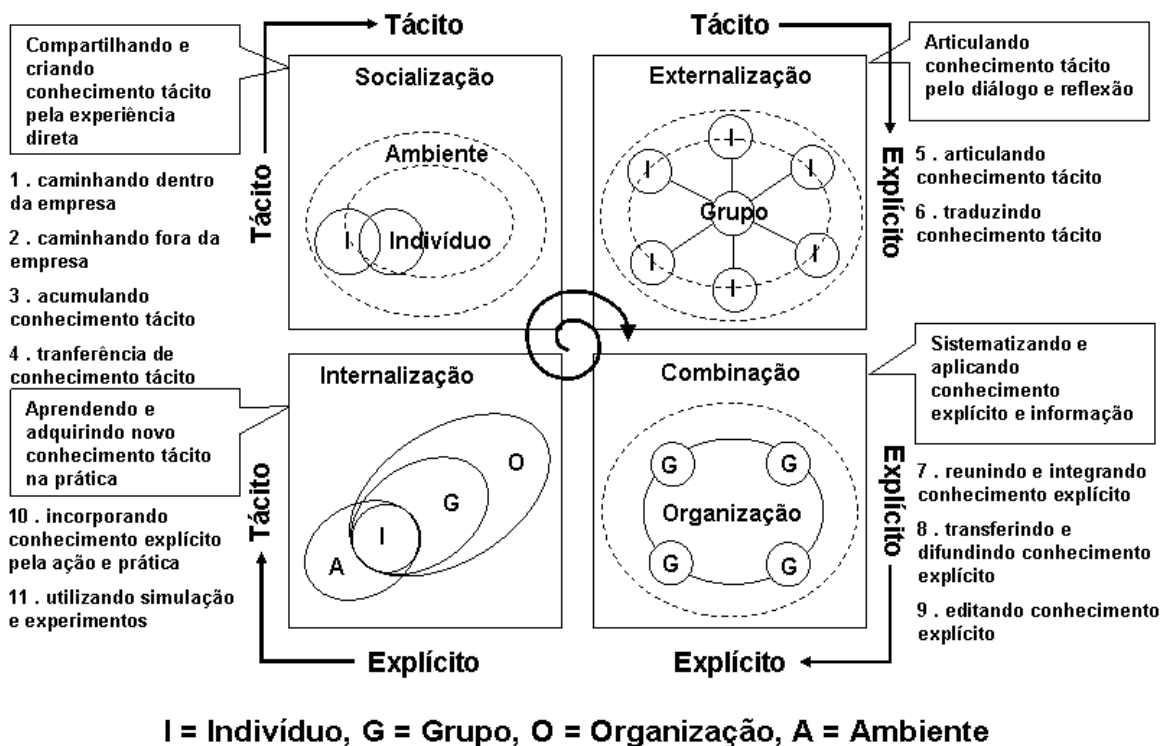 Tácito
Tácito
Compartilhando e
criando
conhecimento tácito
pela experiência
direta
Socialização
Ambiente
I
Indivíduo
Tácito
1 . caminhando dentro
da empresa
2 . caminhando fora da
empresa
3 . acumulando
conhecimento tácito
4 . tranferência de
conhecimento tácito
Externalização
I
I
I
Grupo
I
I
I
Articulando
conhecimento tácito
pelo diálogo e reflexão
Explícito
5 . articulando
conhecimento tácito
6 . traduzindo
conhecimento tácito
Aprendendo e
adquirindo novo
conhecimento tácito
na prática
Internalização
O
G
I
A
Tácito
10 . incorporando
conhecimento explícito
pela ação e prática
11 . utilizando simulação
e experimentos
Combinação
G
G
Organização
G
G
Sistematizando e
aplicando
conhecimento
explícito e informação
Explícito
7 . reunindo e integrando
conhecimento explícito
8 . transferindo e
difundindo conhecimento
explícito
9 . editando conhecimento
explícito
Explícito
Explícito
I = Indivíduo, G = Grupo, O = Organização, A = Ambiente